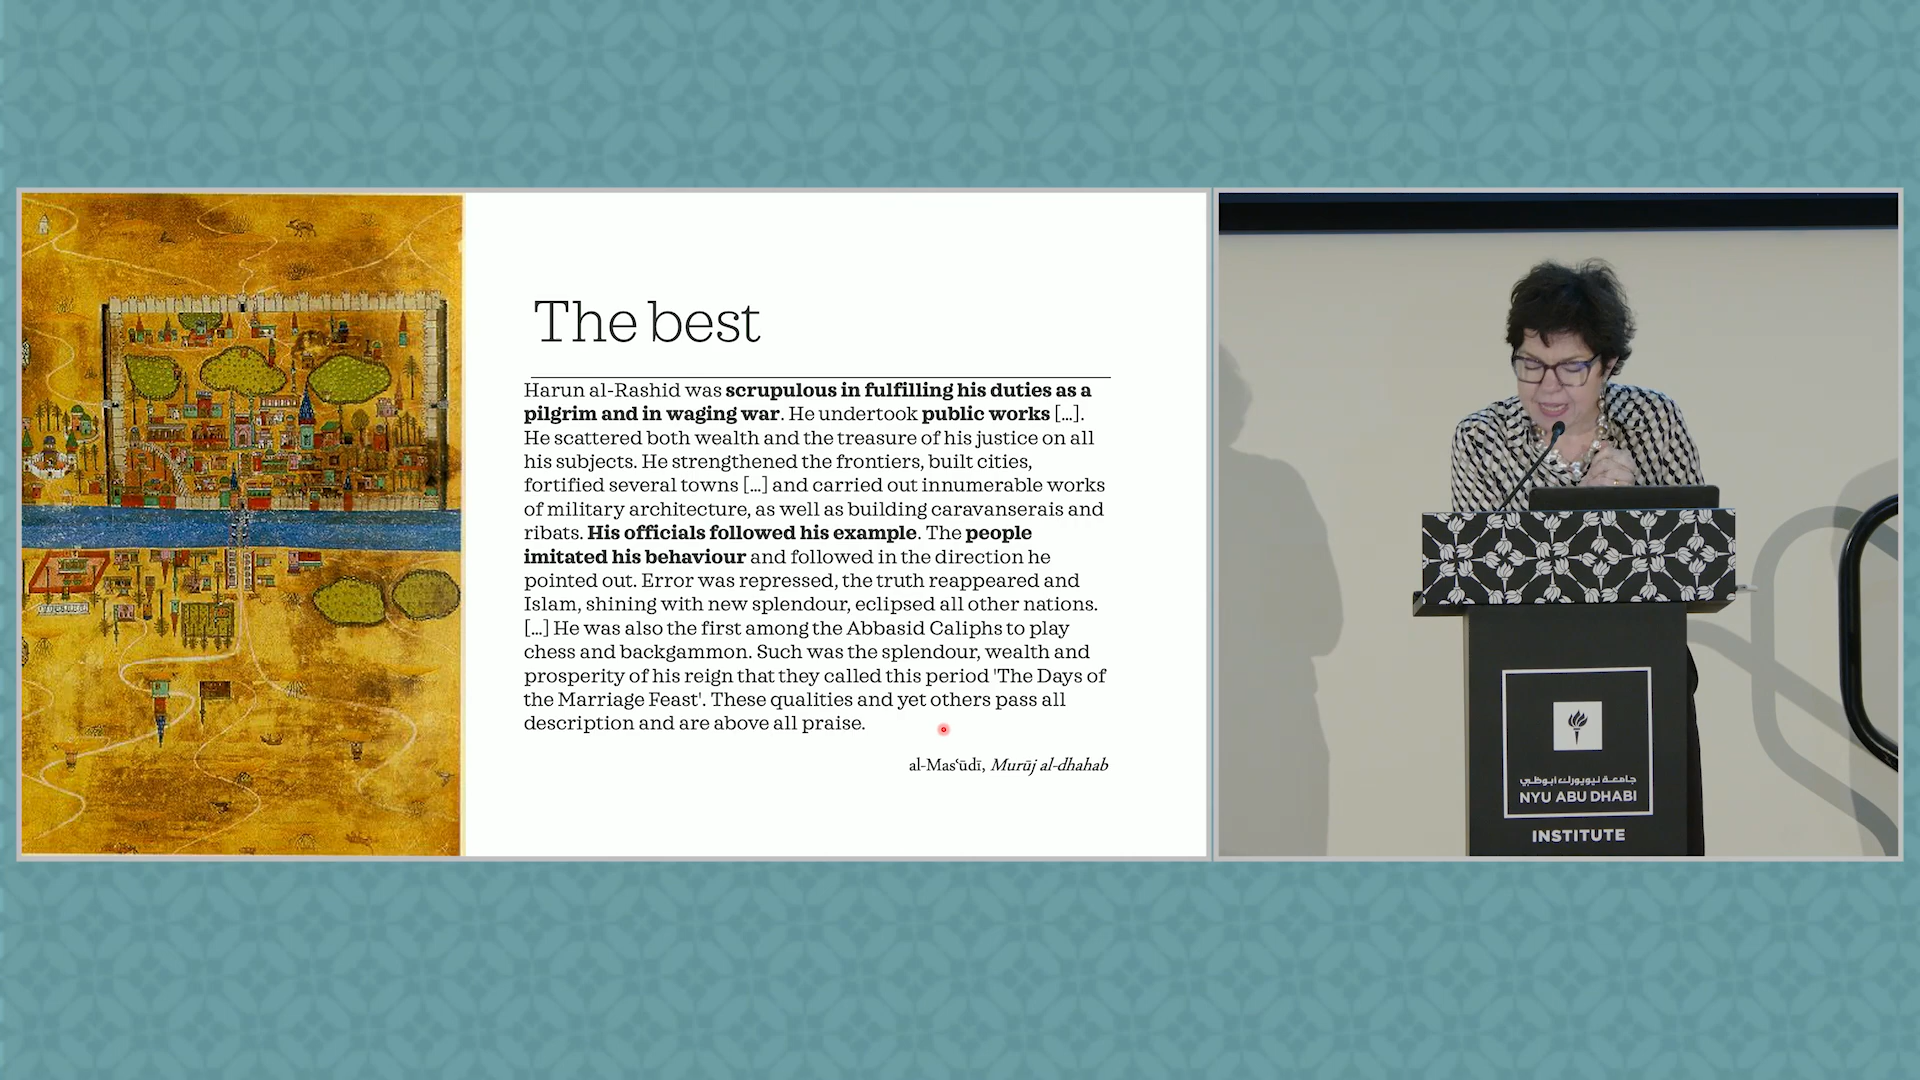 The best
Harun al-Rashid was scrupulous in fulfilling his duties as a
pilgrim and in waging war. He undertook public works [...].
He scattered both wealth and the treasure of his justice on all
his subjects. He strengthened the frontiers, built cities,
fortified several towns [...] and carried out innumerable works
of military architecture, as well as building caravanserais and
ribats. His officials followed his example. The people
imitated his behaviour and followed in the direction he
pointed out. Error was repressed, the truth reappeared and
Islam, shining with new splendour, eclipsed all other nations.
[...] He was also the first among the Abbasid Caliphs to play
chess and backgammon. Such was the splendour, wealth and
prosperity of his reign that they called this period 'The Days of
the Marriage Feast'. These qualities and yet others pass all
description and are above all praise.
al-Mas‘ūdī, Murūj al-dhahab
جامعة نيويورك أبوظبي
NYU ABU DHABI
INSTITUTE